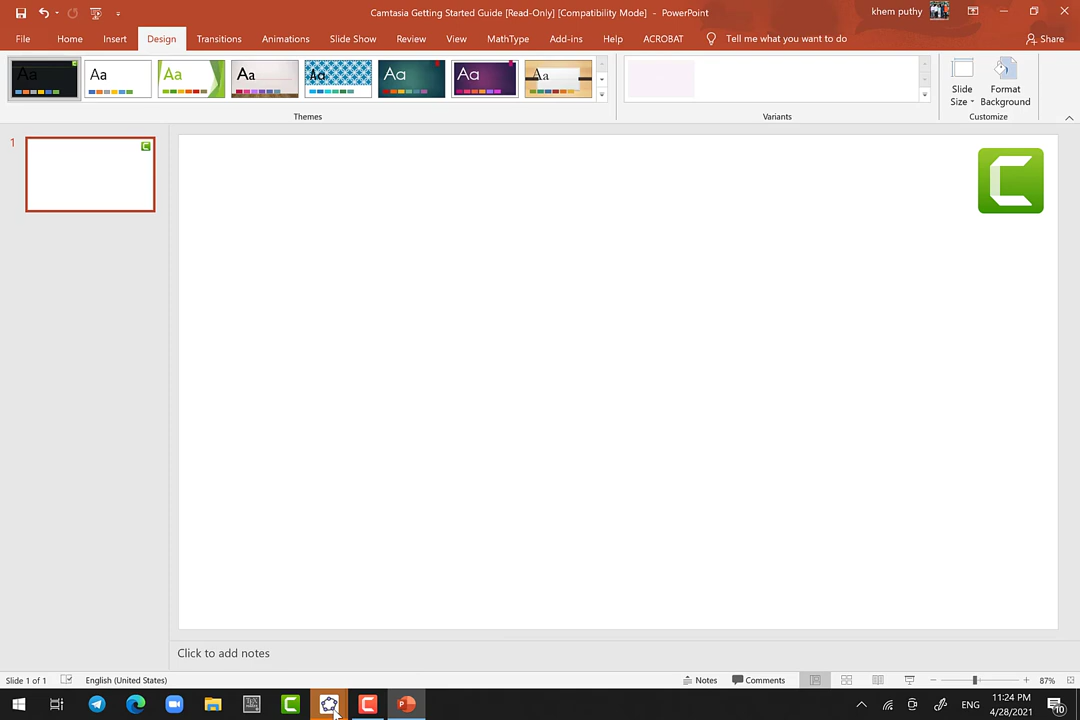 Camtasia Getting Started Guide [Read-Only] [Compatibility Mode] - PowerPoint
khem puthy
File Home Insert Design Transitions Animations Slide Show Review View MathType Add-ins Help ACROBAT Tell me what you want to do Share
Aa Aa Aa Aa Aa Aa Aa Aa
Slide Size
Format Background
Themes
Variants
Customize
1
Click to add notes
Slide 1 of 1 English (United States) Notes Comments 87%
ENG
11:24 PM
4/28/2021
10